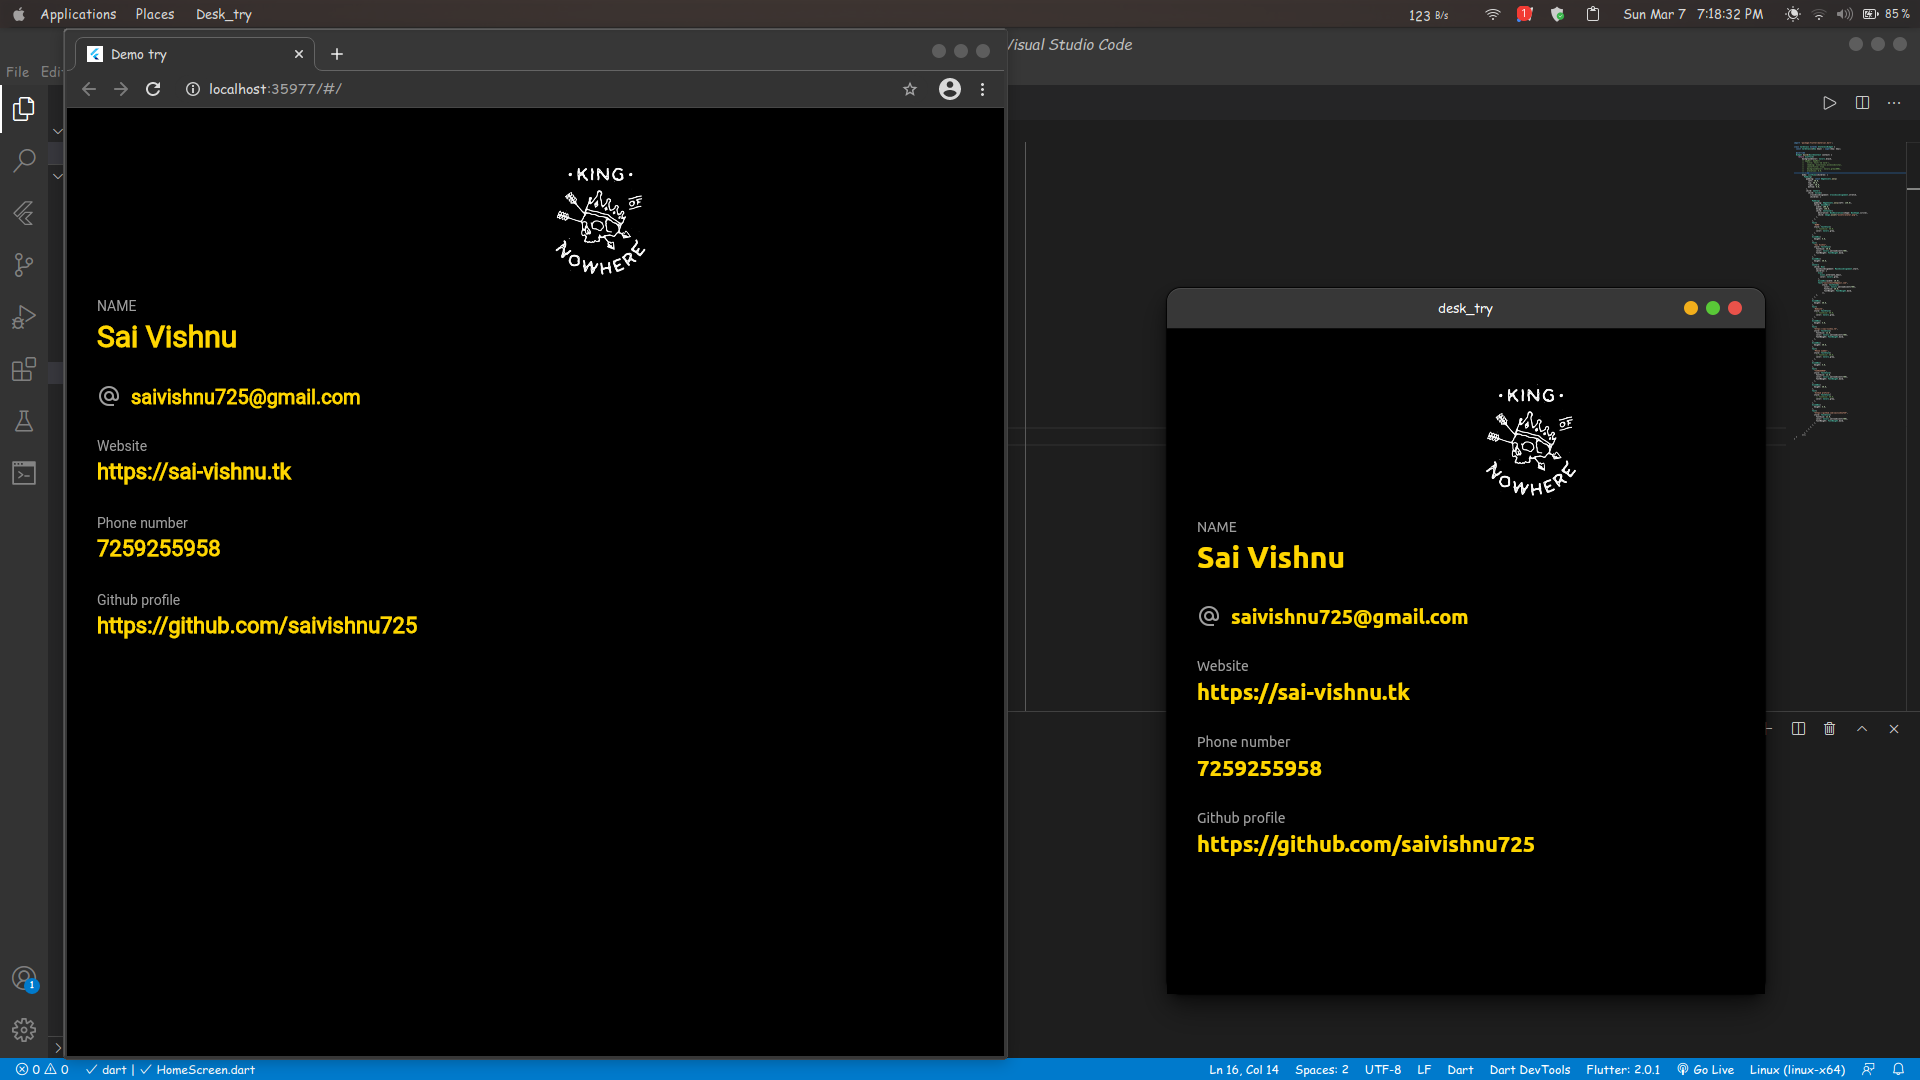 Applications Places Desk_try
123 B/s
1
Sun Mar 7 7:18:32 PM
85 %
Demo try
Visual Studio Code
File Edi
localhost:35977/#/
· KING ·
OF
NOWHERE
NAME
Sai Vishnu
saivishnu725@gmail.com
Website
https://sai-vishnu.tk
Phone number
7259255958
Github profile
https://github.com/saivishnu725
desk_try
· KING ·
OF
NOWHERE
NAME
Sai Vishnu
saivishnu725@gmail.com
Website
https://sai-vishnu.tk
Phone number
7259255958
Github profile
https://github.com/saivishnu725
1
0 0 dart | HomeScreen.dart
Ln 16, Col 14 Spaces: 2 UTF-8 LF Dart Dart DevTools Flutter: 2.0.1 Go Live Linux (linux-x64)